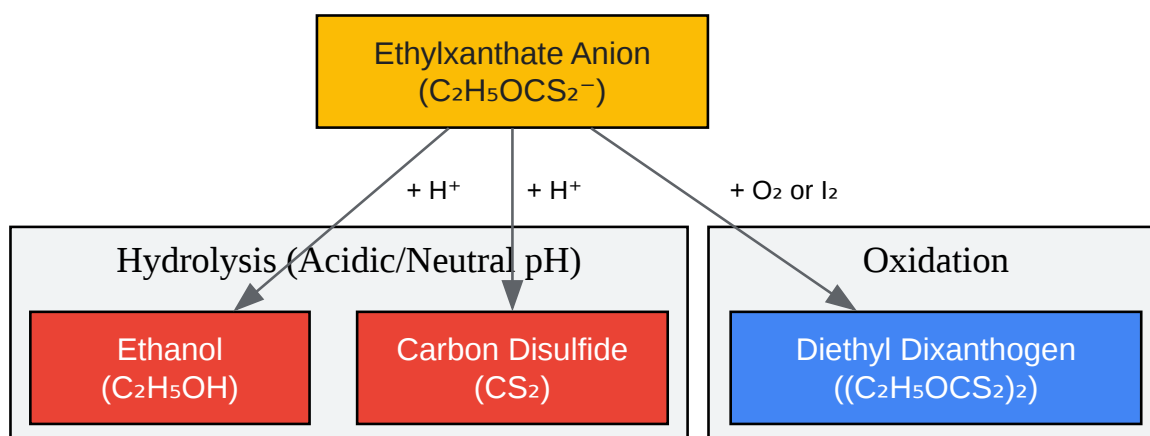 Ethylxanthate Anion
(C₂H₅OCS₂⁻)
+ H⁺
+ H⁺
+ O₂ or I₂
Hydrolysis (Acidic/Neutral pH)
Oxidation
Ethanol
(C₂H₅OH)
Carbon Disulfide
(CS₂)
Diethyl Dixanthogen
((C₂H₅OCS₂)₂)